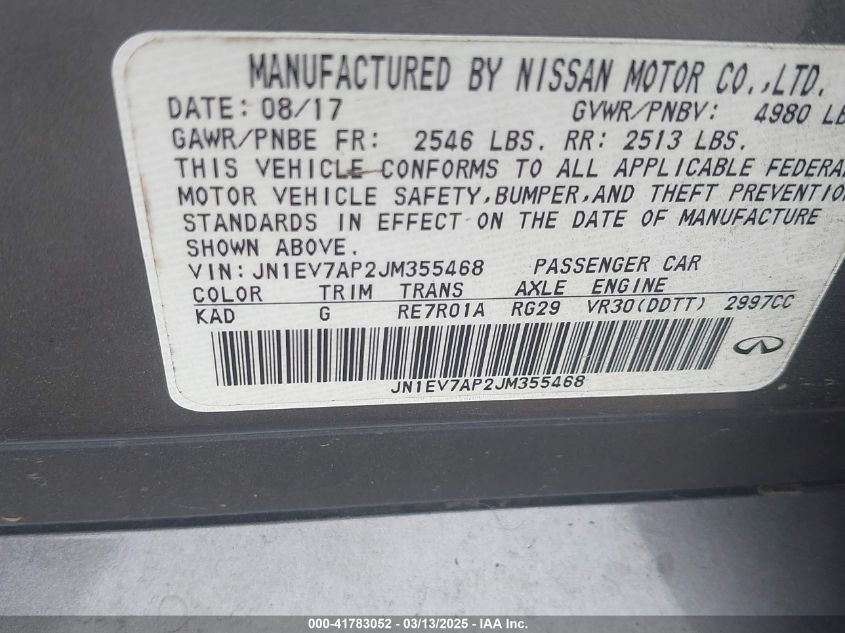 MANUFACTURED BY NISSAN MOTOR CO.,LTD.
DATE: 08/17 GVWR/PNBV: 4980 LB
GAWR/PNBE FR: 2546 LBS. RR: 2513 LBS.
THIS VEHICLE CONFORMS TO ALL APPLICABLE FEDERA
MOTOR VEHICLE SAFETY,BUMPER,AND THEFT PREVENTIO
STANDARDS IN EFFECT ON THE DATE OF MANUFACTURE
SHOWN ABOVE.
VIN: JN1EV7AP2JM355468 PASSENGER CAR
COLOR TRIM TRANS AXLE ENGINE
KAD G RE7R01A RG29 VR30(DDTT) 2997CC
JN1EV7AP2JM355468
000-41783052 - 03/13/2025 - IAA Inc.